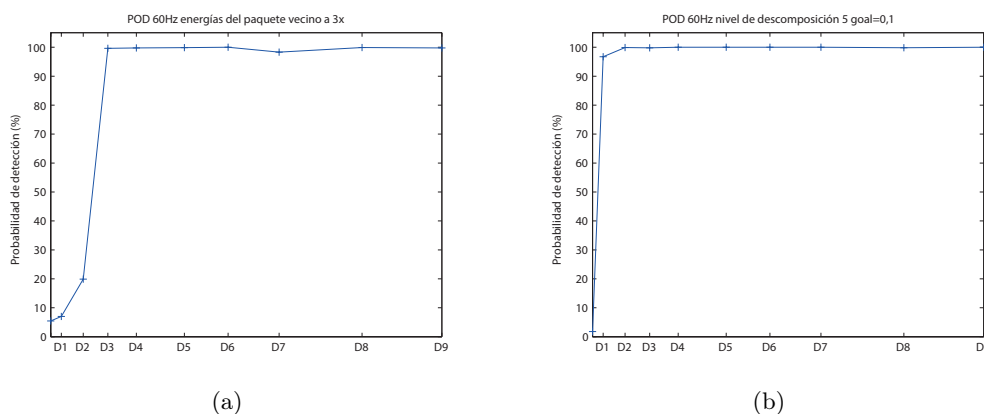 POD 60Hz energías del paquete vecino a 3x
Probabilidad de detección (%)
100
90
80
70
60
50
40
30
20
10
0
D1 D2 D3 D4 D5 D6 D7 D8 D9
(a)
POD 60Hz nivel de descomposición 5 goal=0,1
Probabilidad de detección (%)
100
90
80
70
60
50
40
30
20
10
0
D1 D2 D3 D4 D5 D6 D7 D8
(b)